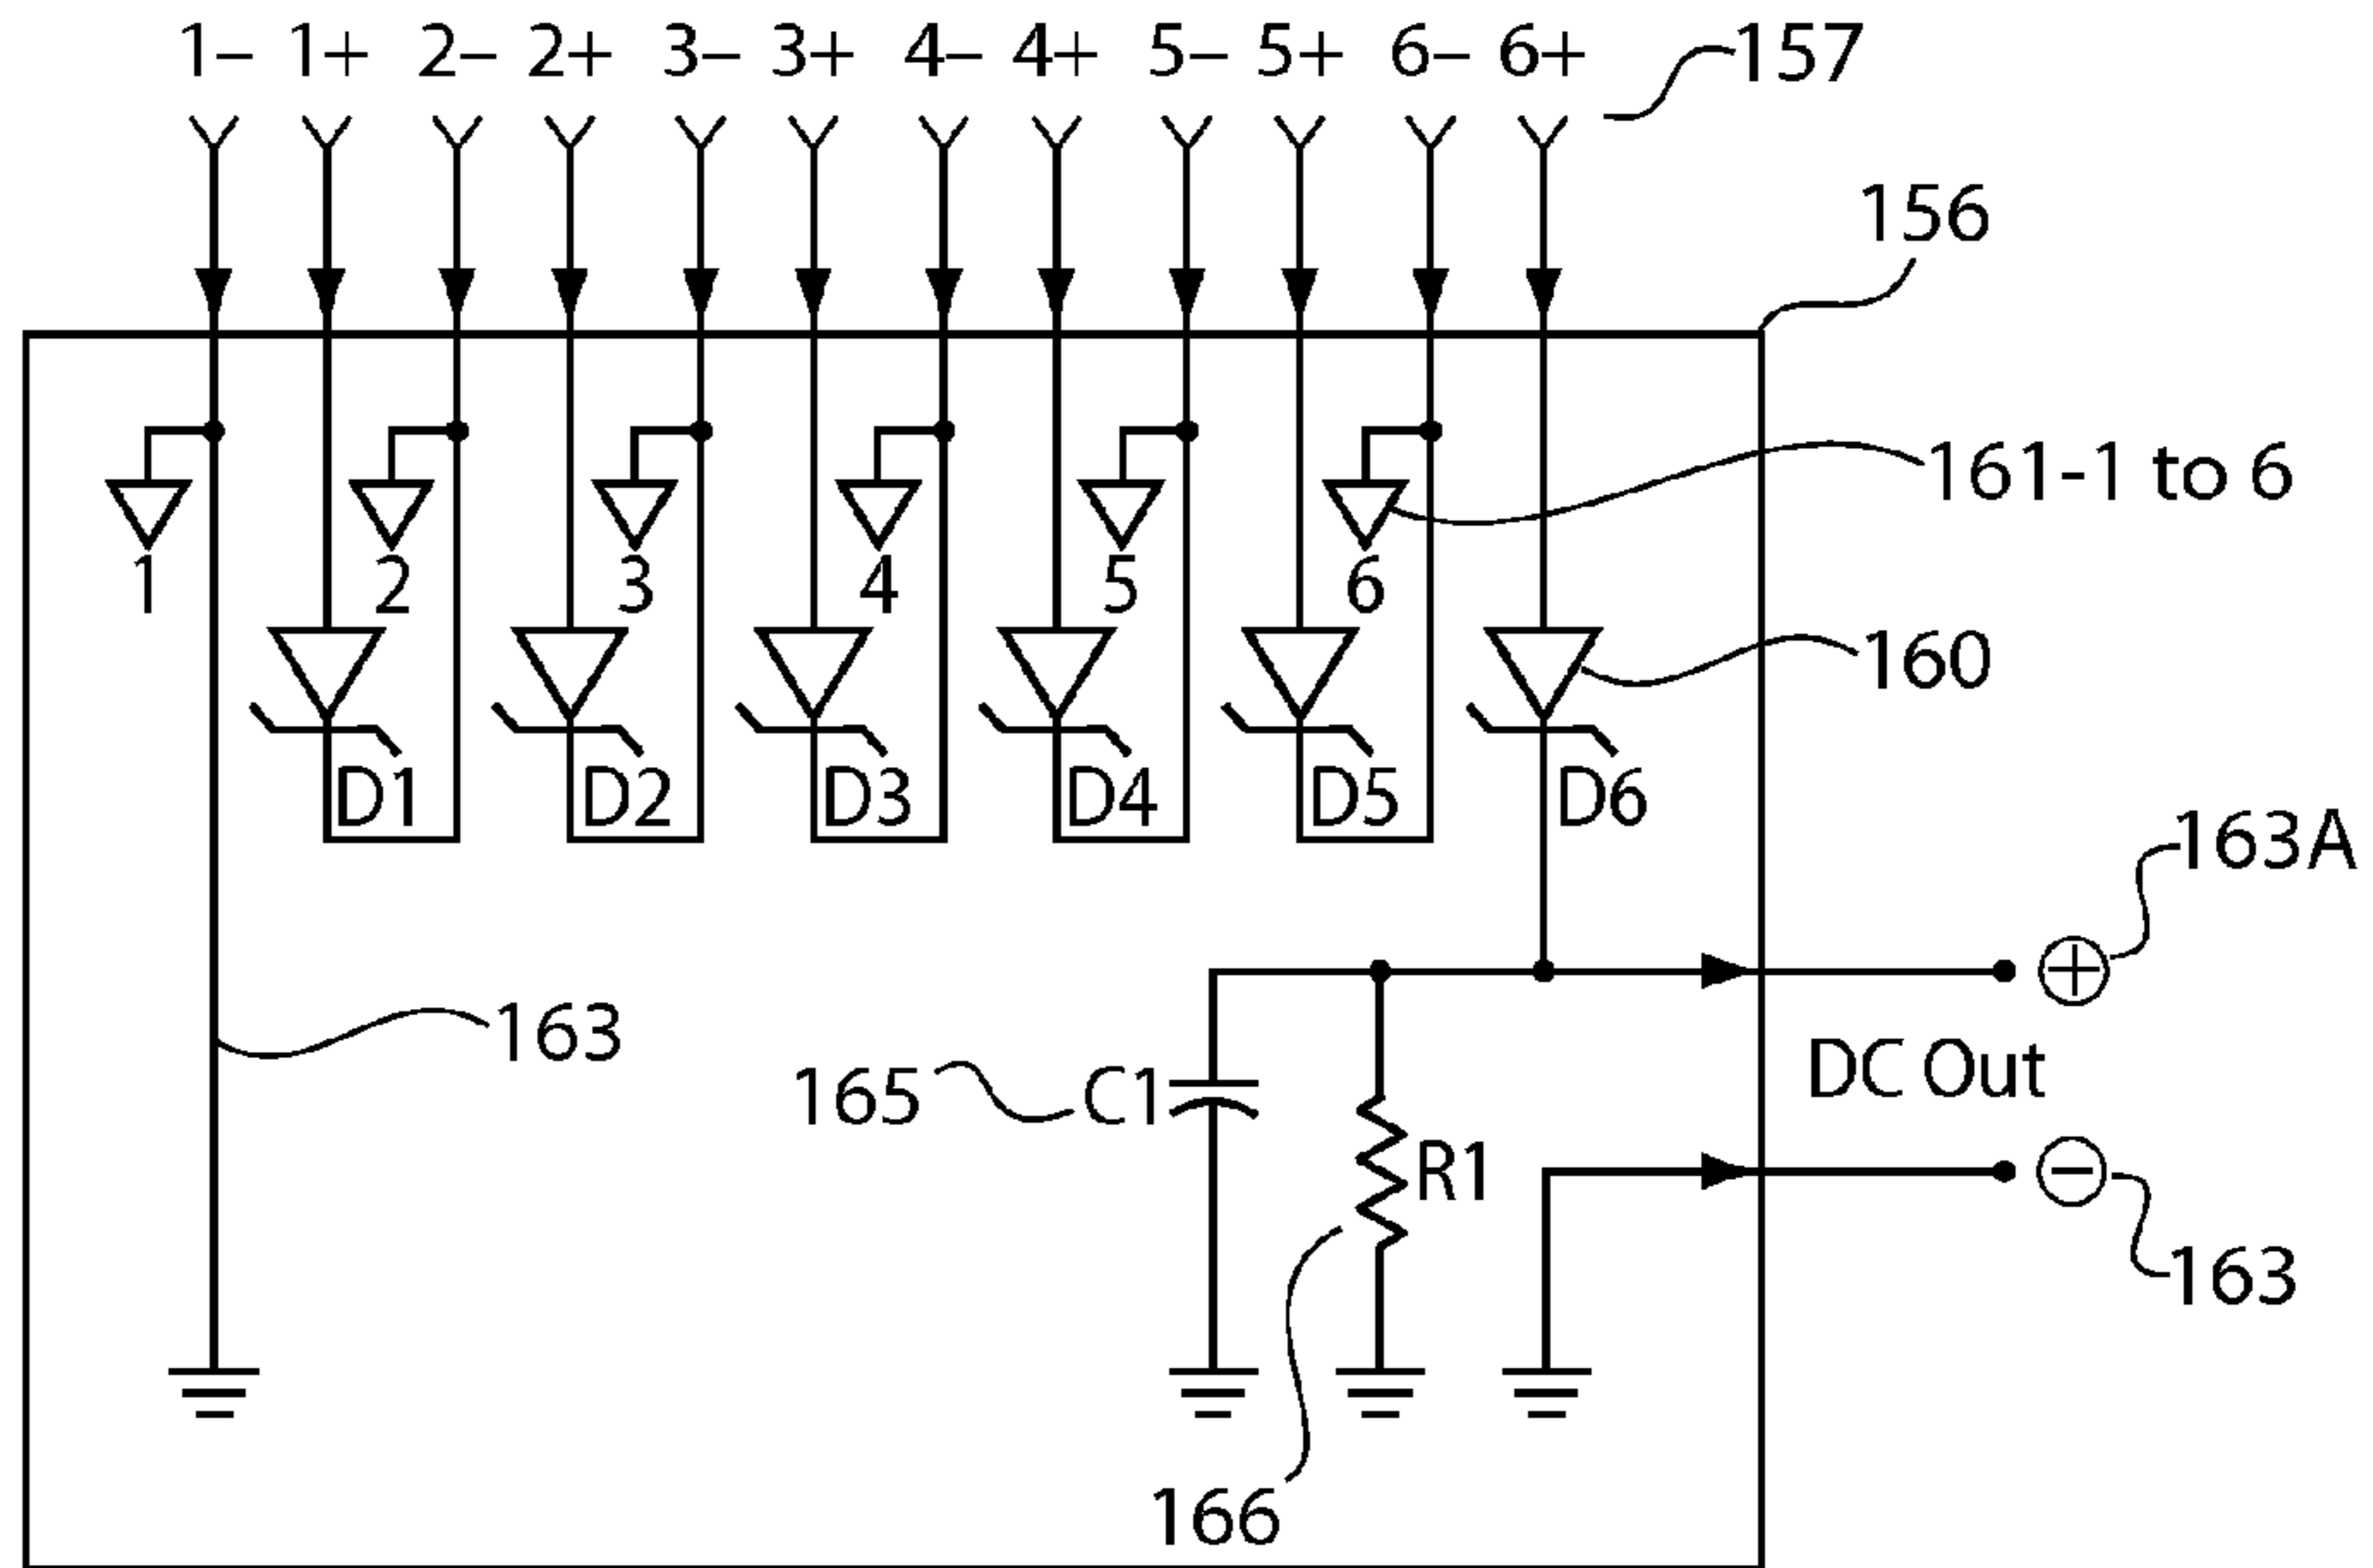 1– 1+ 2– 2+ 3– 3+ 4– 4+ 5– 5+ 6– 6+ 157
156
161-1 to 6
1 2 3 4 5 6
160
D1 D2 D3 D4 D5 D6
163A
+
163
DC Out
165 C1
R1
–
163
166